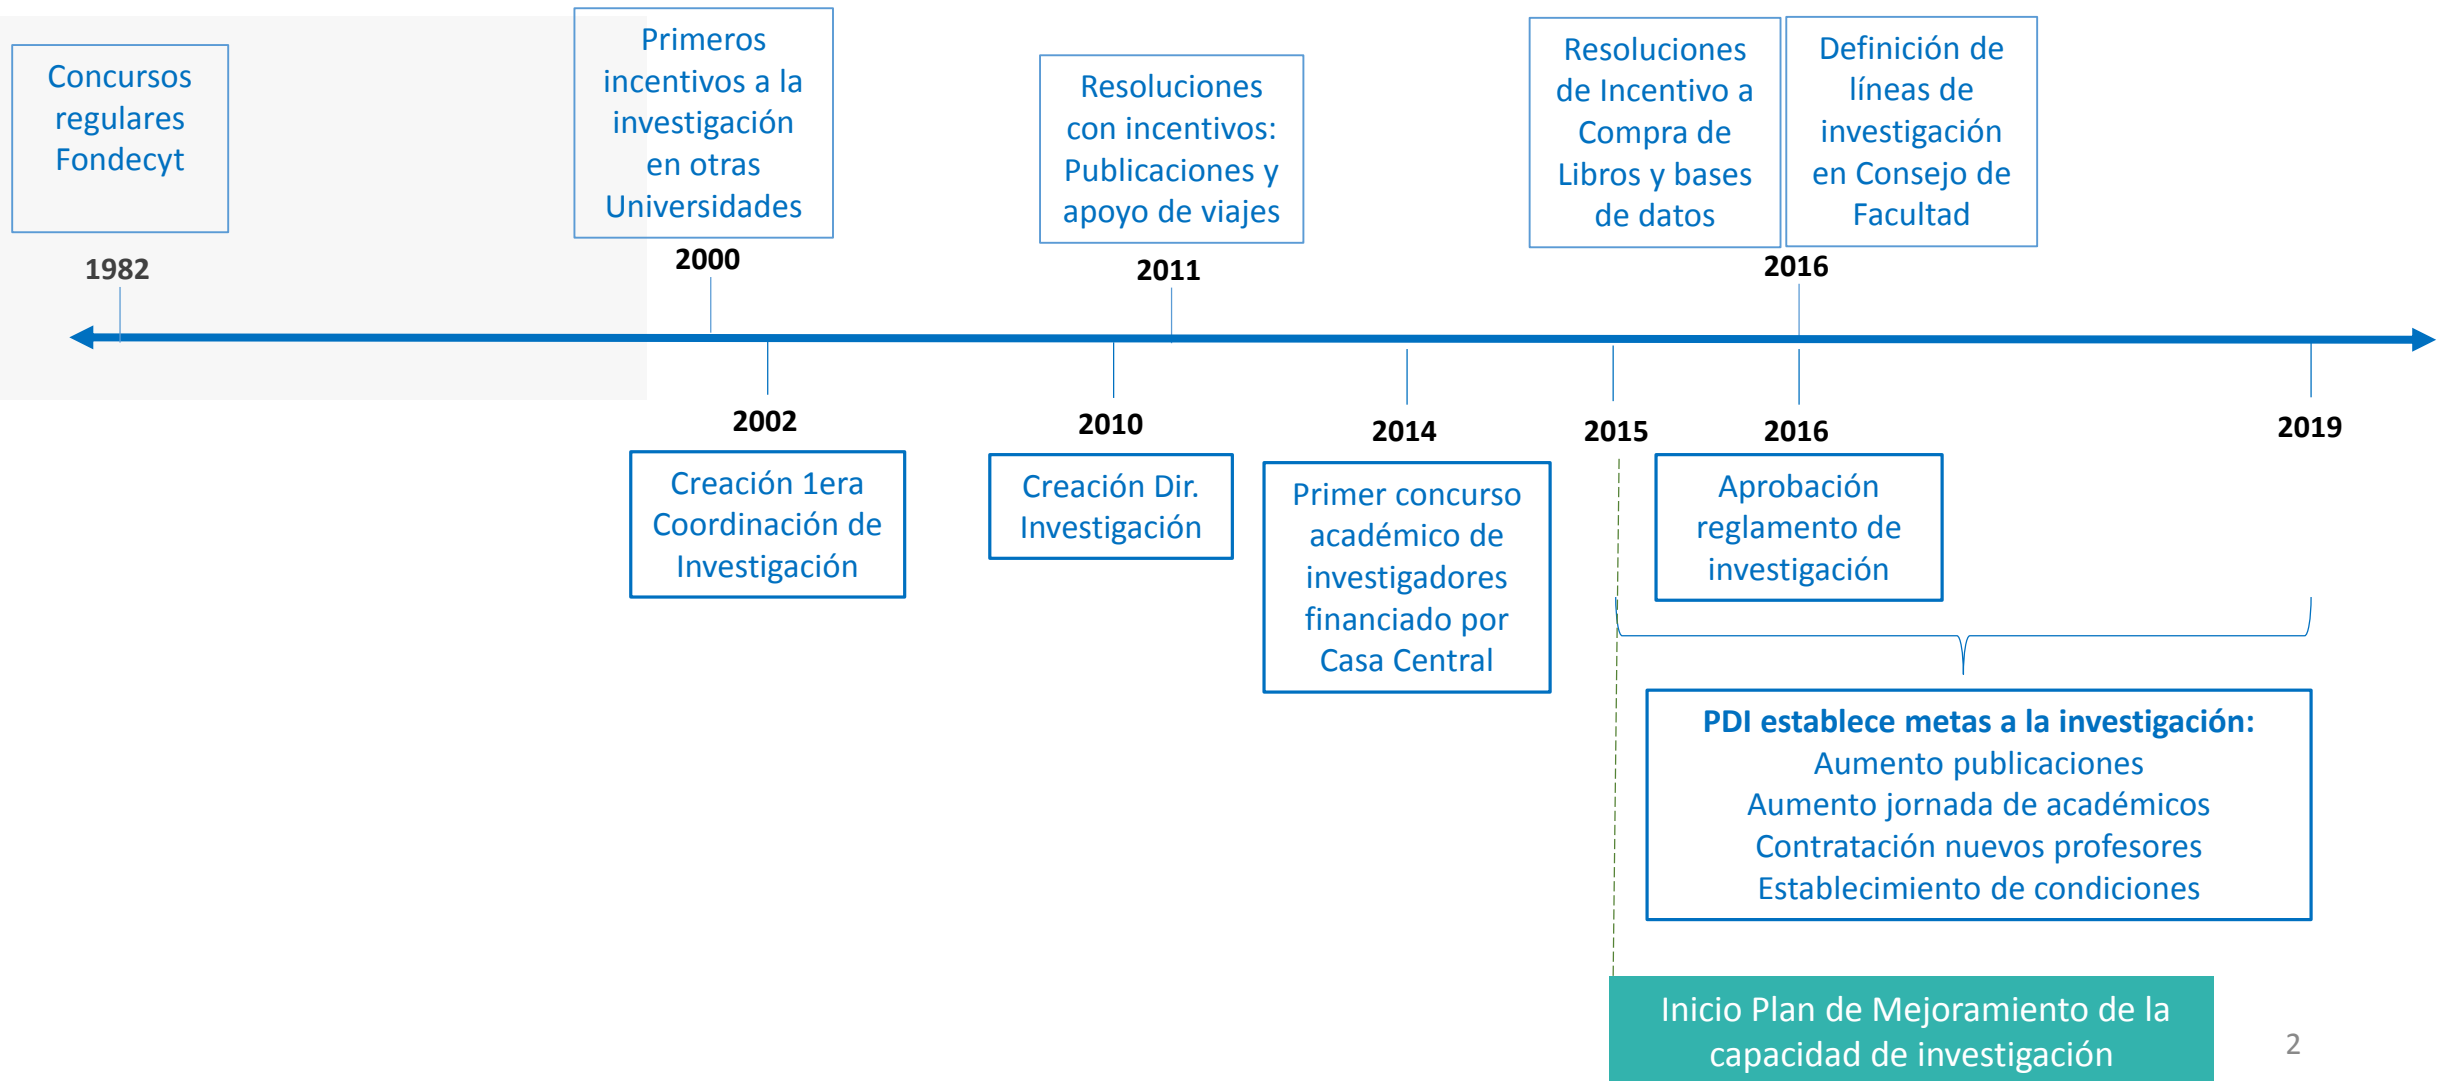 Concursos
regulares
Fondecyt
1982
Primeros
incentivos a la
investigación
en otras
Universidades
2000
Resoluciones
con incentivos:
Publicaciones y
apoyo de viajes
2011
Resoluciones
de Incentivo a
Compra de
Libros y bases
de datos
Definición de
líneas de
investigación
en Consejo de
Facultad
2016
2002
Creación 1era
Coordinación de
Investigación
2010
Creación Dir.
Investigación
2014
Primer concurso
académico de
investigadores
financiado por
Casa Central
2015
2016
Aprobación
reglamento de
investigación
2019
PDI establece metas a la investigación:
Aumento publicaciones
Aumento jornada de académicos
Contratación nuevos profesores
Establecimiento de condiciones
Inicio Plan de Mejoramiento de la
capacidad de investigación
2